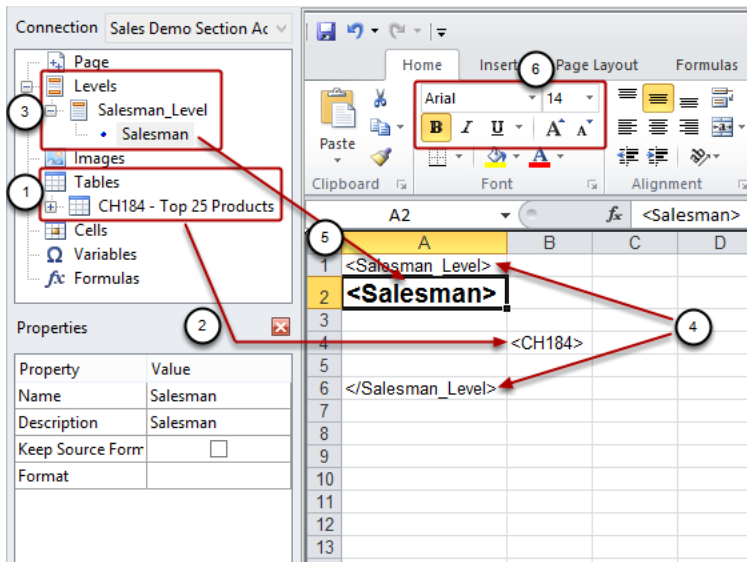 Connection Sales Demo Section Ac
Page
Levels
3
Salesman_Level
Salesman
Images
1
Tables
CH184 - Top 25 Products
Cells
Ω Variables
fx Formulas
Properties
2
Property Value
Name Salesman
Description Salesman
Keep Source Form
Format
Home Insert 6 Page Layout Formulas
Paste
Arial 14
B I U A A
A
Clipboard Font Alignment
A2 fx <Salesman>
5
A B C D
1 <Salesman_Level>
2 <Salesman>
3
4 <CH184>
4
5
6 </Salesman_Level>
7
8
9
10
11
12
13